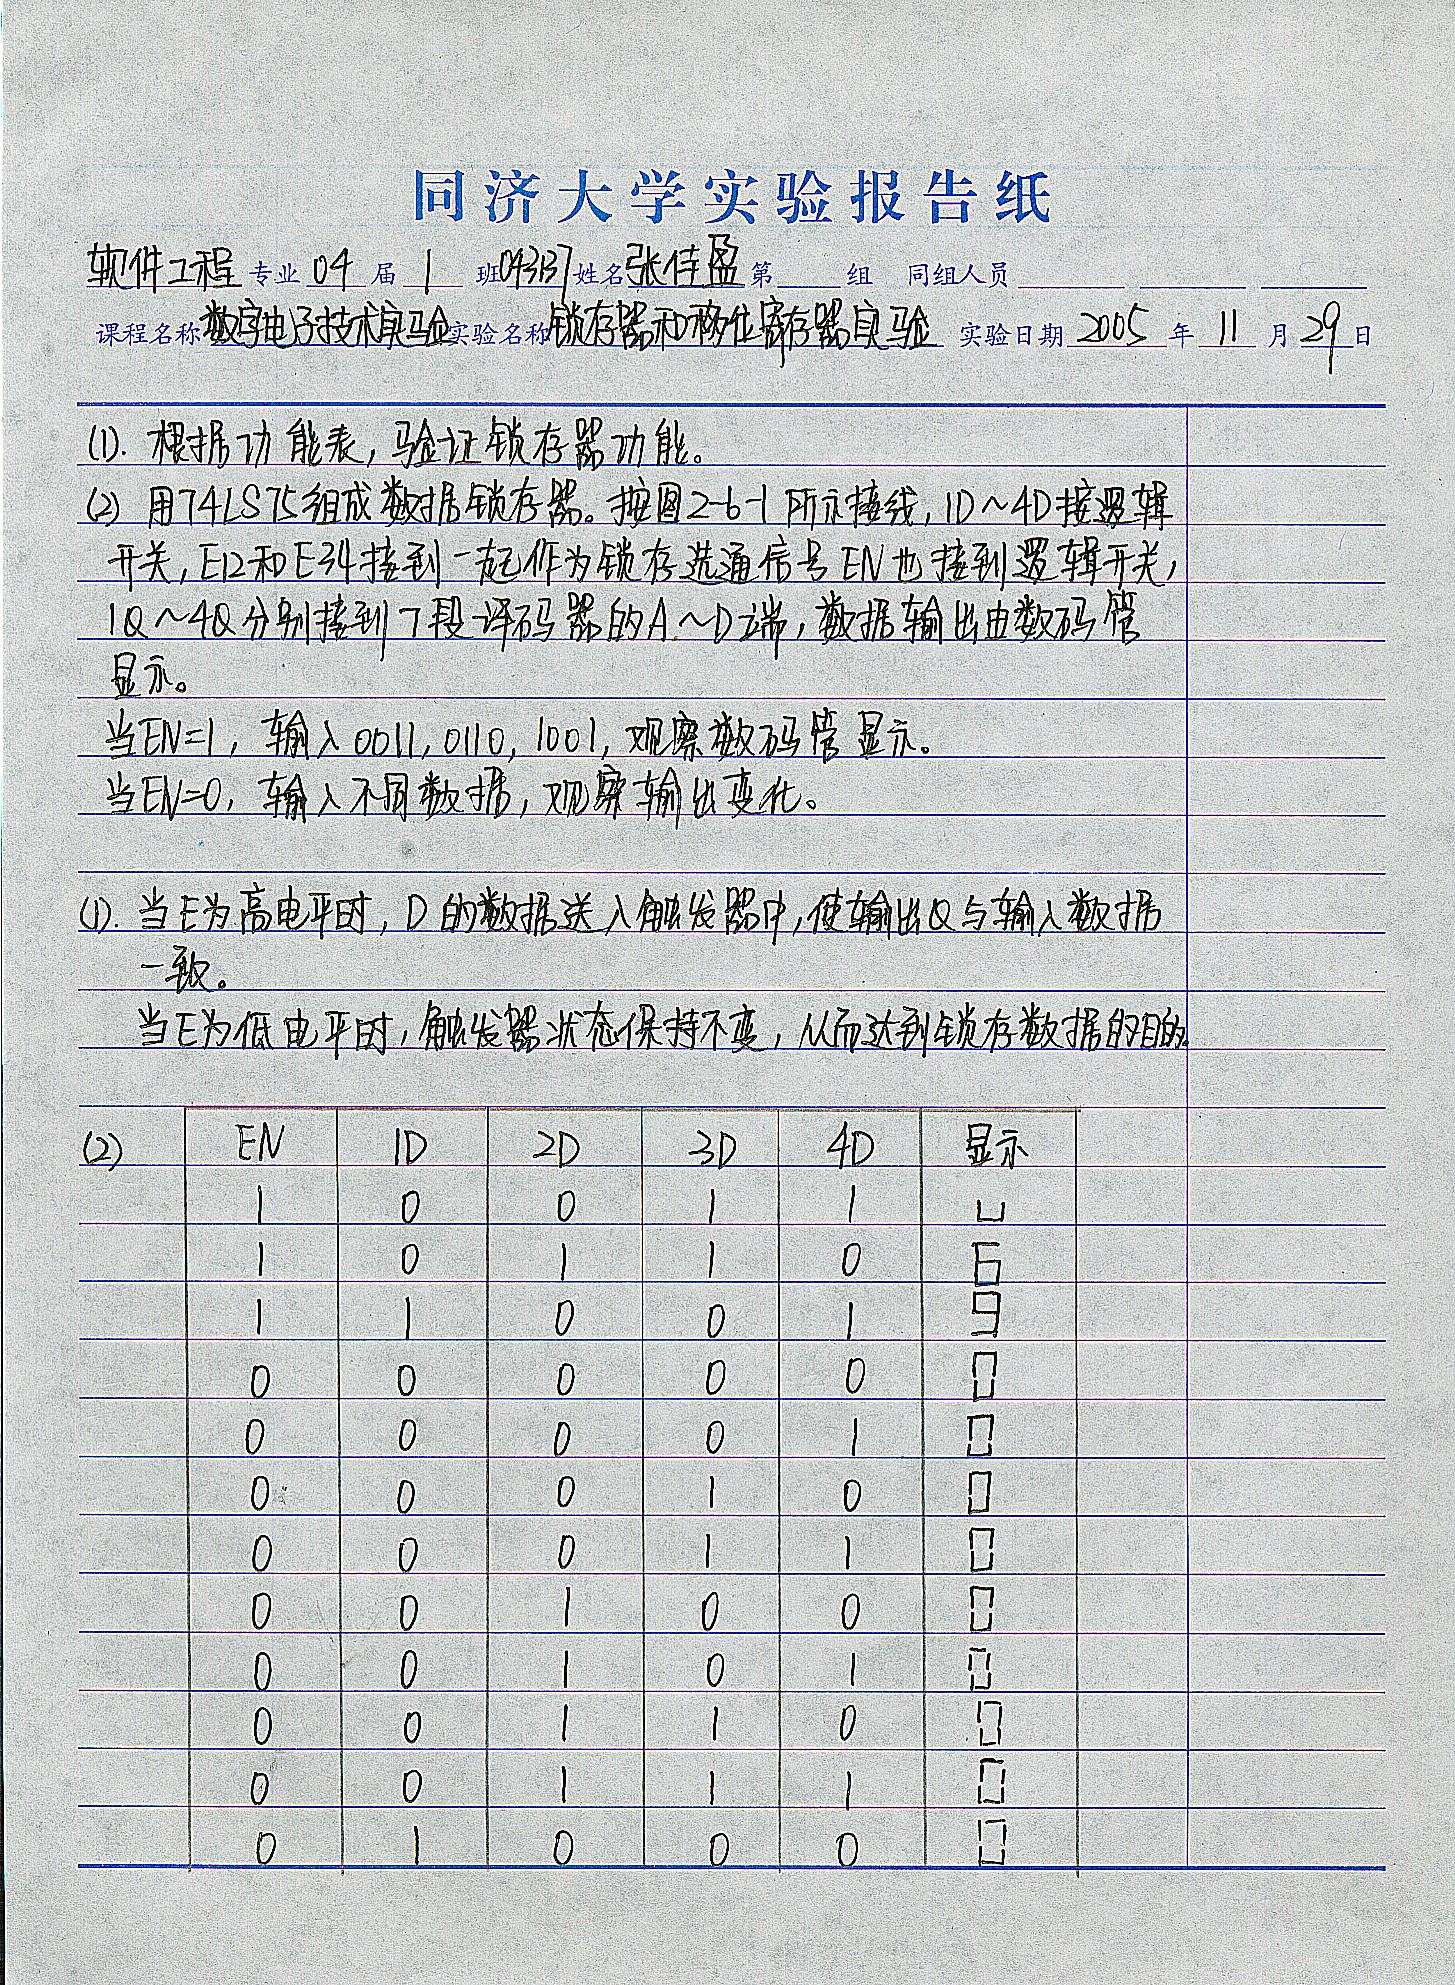 同济大学实验报告纸
软件工程 专业 04 届 1 班 043137 姓名 张佳盈 第 组 同组人员
课程名称 数字电子技术实验 实验名称 锁存器和移位寄存器实验 实验日期 2005 年 11 月 29 日
(1). 根据功能表,验证锁存器功能。
(2) 用74LS75组成数据锁存器。按图2-6-1所示接线,1D~4D接逻辑
开关,E12和E34接到一起作为锁存选通信号EN也接到逻辑开关,
1Q~4Q分别接到7段译码器的A~D端,数据输出由数码管
显示。
当EN=1,输入0011,0110,1001,观察数码管显示。
当EN=0,输入不同数据,观察输出变化。
(1). 当E为高电平时,D的数据送入触发器中,使输出Q与输入数据
一致。
当E为低电平时,触发器状态保持不变,从而达到锁存数据的目的。
(2) EN 1D 2D 3D 4D 显示
1 0 0 1 1
1 0 1 1 0 6
1 1 0 0 1 9
0 0 0 0 0 0
0 0 0 0 1 0
0 0 0 1 0 0
0 0 0 1 1 0
0 0 1 0 0 0
0 0 1 0 1 0
0 0 1 1 0 0
0 0 1 1 1 0
0 1 0 0 0 0